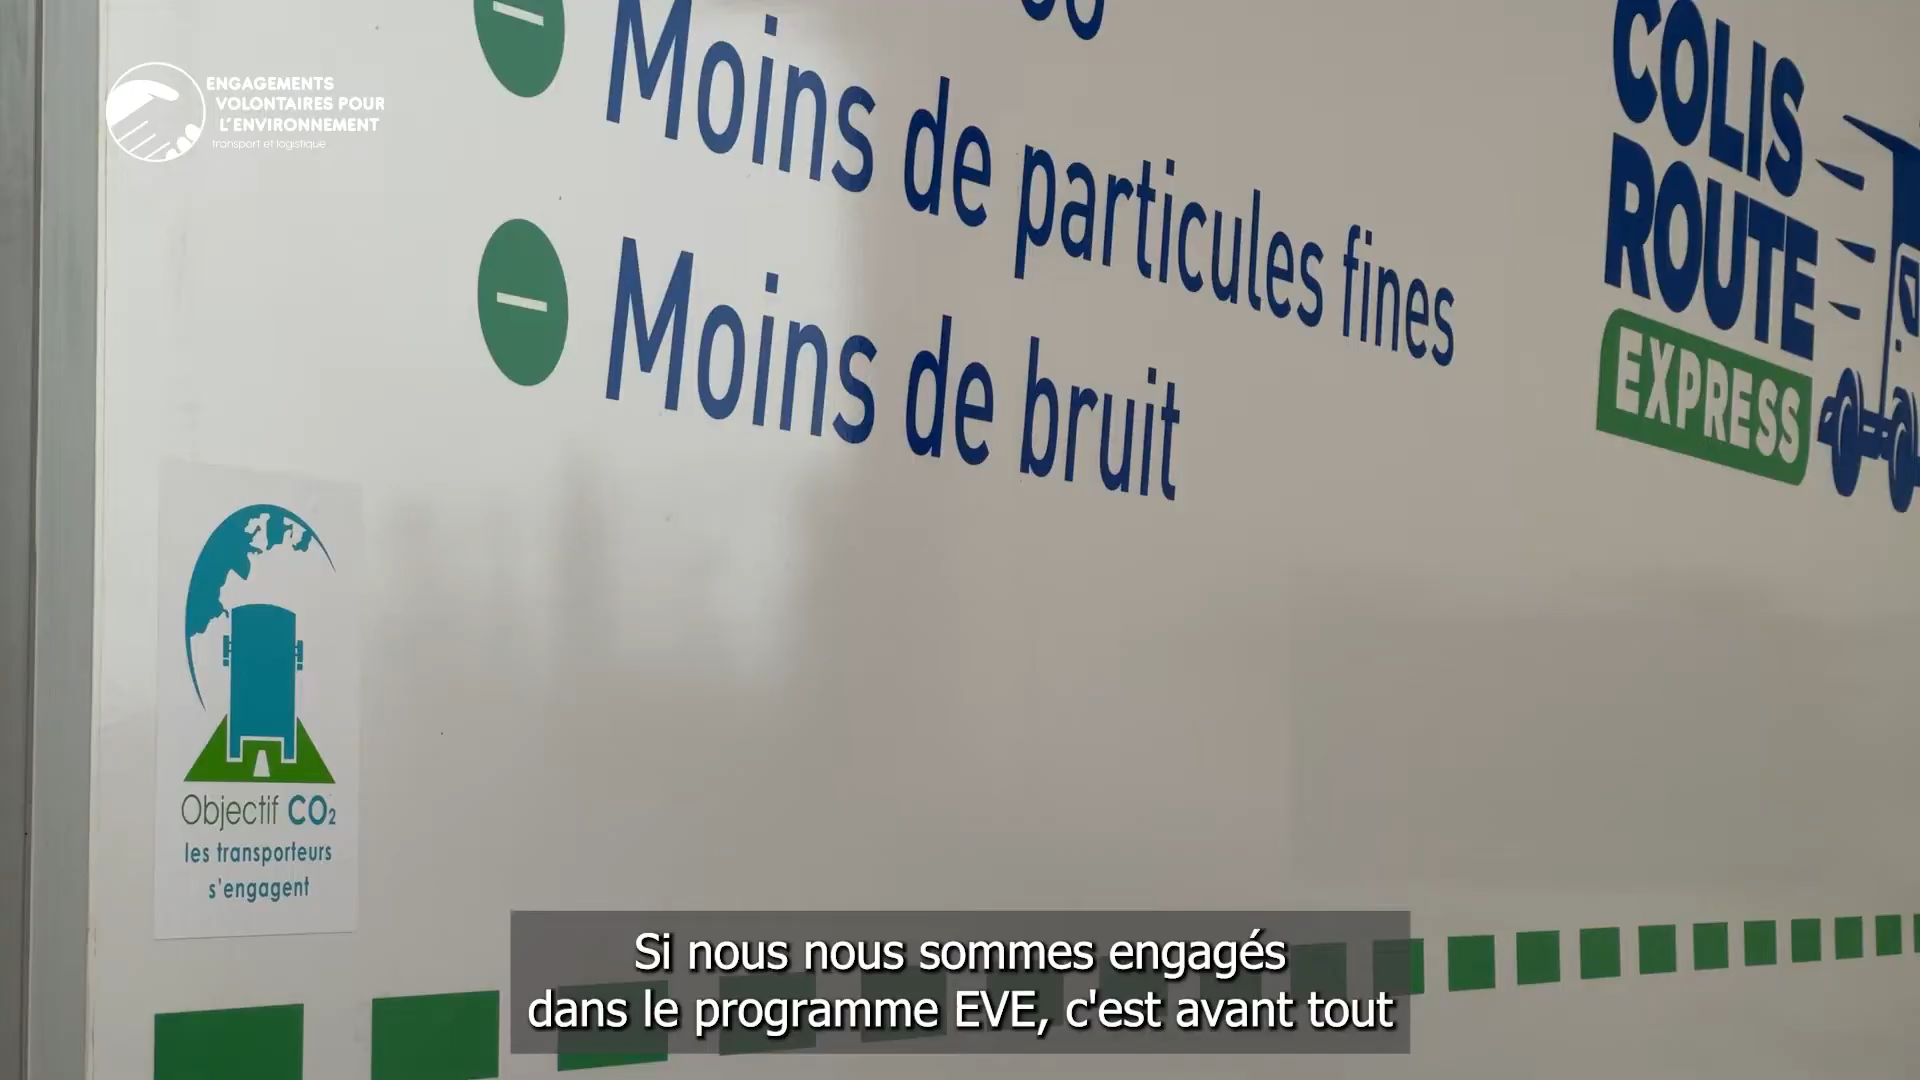 ENGAGEMENTS
VOLONTAIRES POUR
L'ENVIRONNEMENT
transport et logistique
Moins de particules fines
Moins de bruit
COLIS
ROUTE
EXPRESS
Objectif CO₂
les transporteurs
s'engagent
Si nous nous sommes engagés
dans le programme EVE, c'est avant tout